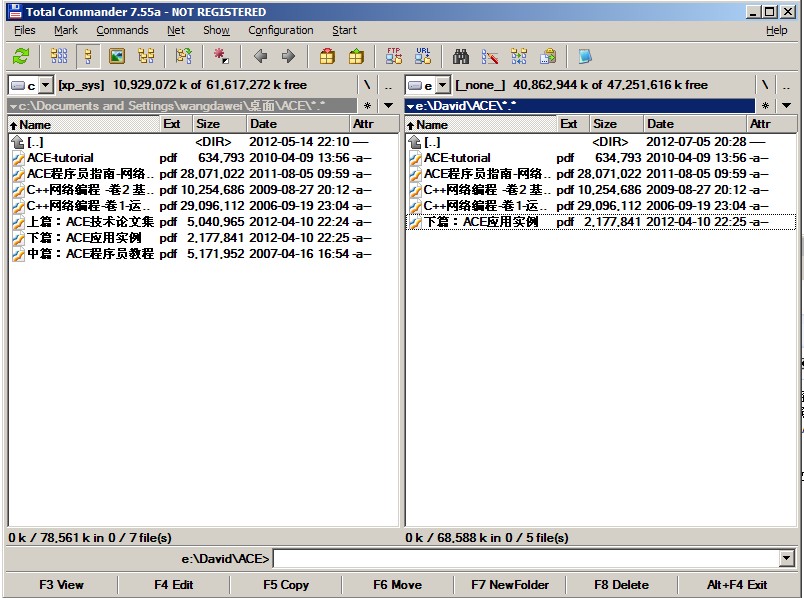 Total Commander 7.55a - NOT REGISTERED
Files Mark Commands Net Show Configuration Start Help
FTP URL
c [xp_sys] 10,929,072 k of 61,617,272 k free \ ..
e [_none_] 40,862,944 k of 47,251,616 k free \ ..
c:\Documents and Settings\wangdawei\桌面\ACE\*.* *
e:\David\ACE\*.* *
Name Ext Size Date Attr
[..] <DIR> 2012-05-14 22:10 ----
ACE-tutorial pdf 634,793 2010-04-09 13:56 -a--
ACE程序员指南-网络.. pdf 28,071,022 2011-08-05 09:59 -a--
C++网络编程 -卷2 基.. pdf 10,254,686 2009-08-27 20:12 -a--
C++网络编程-卷1-运.. pdf 29,096,112 2006-09-19 23:04 -a--
上篇：ACE技术论文集 pdf 5,040,965 2012-04-10 22:24 -a--
下篇：ACE应用实例 pdf 2,177,841 2012-04-10 22:25 -a--
中篇：ACE程序员教程 pdf 5,171,952 2007-04-16 16:54 -a--
Name Ext Size Date Attr
[..] <DIR> 2012-07-05 20:28 ----
ACE-tutorial pdf 634,793 2010-04-09 13:56 -a--
ACE程序员指南-网络.. pdf 28,071,022 2011-08-05 09:59 -a--
C++网络编程 -卷2 基.. pdf 10,254,686 2009-08-27 20:12 -a--
C++网络编程-卷1-运.. pdf 29,096,112 2006-09-19 23:04 -a--
下篇：ACE应用实例 pdf 2,177,841 2012-04-10 22:25 -a--
0 k / 78,561 k in 0 / 7 file(s)
0 k / 68,588 k in 0 / 5 file(s)
e:\David\ACE>
F3 View F4 Edit F5 Copy F6 Move F7 NewFolder F8 Delete Alt+F4 Exit